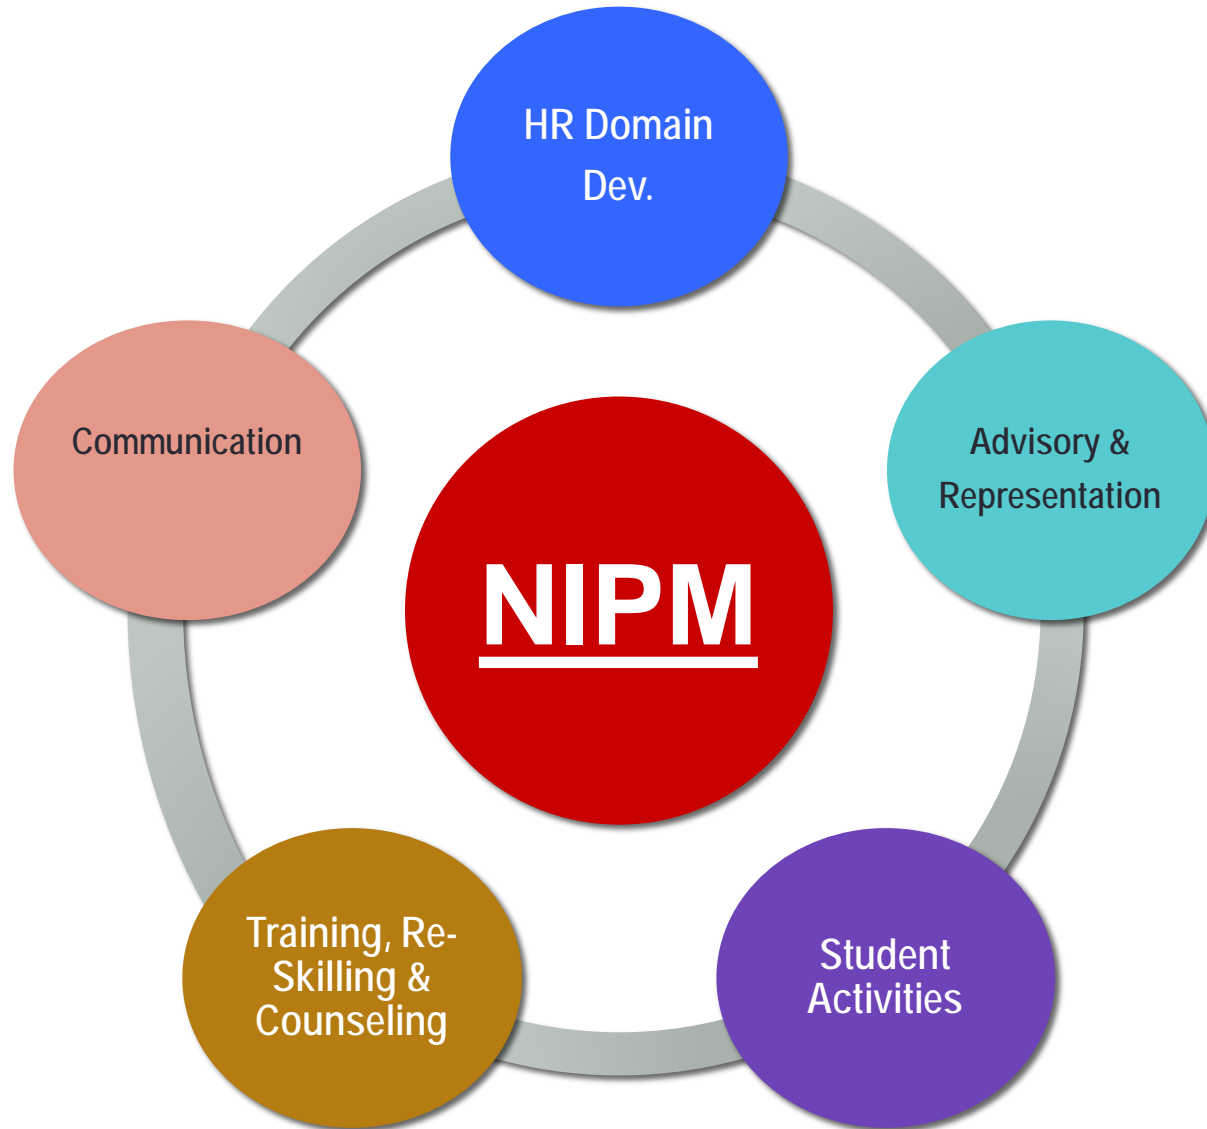 HR Domain
Dev.
Communication
Advisory &
Representation
NIPM
Training, Re-
Skilling &
Counseling
Student
Activities